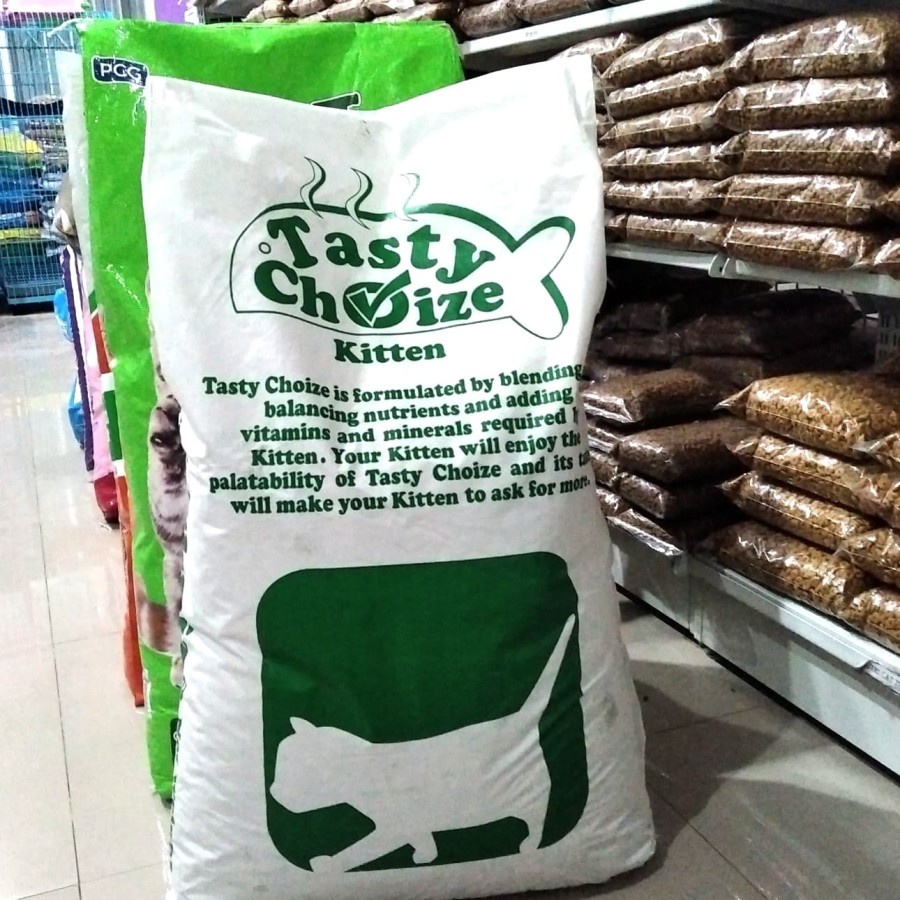 PGG
Tasty
Choize
Kitten
Tasty Choize is formulated by blending
balancing nutrients and adding
vitamins and minerals required
Kitten. Your Kitten will enjoy the
palatability of Tasty Choize and its
will make your Kitten to ask for more.